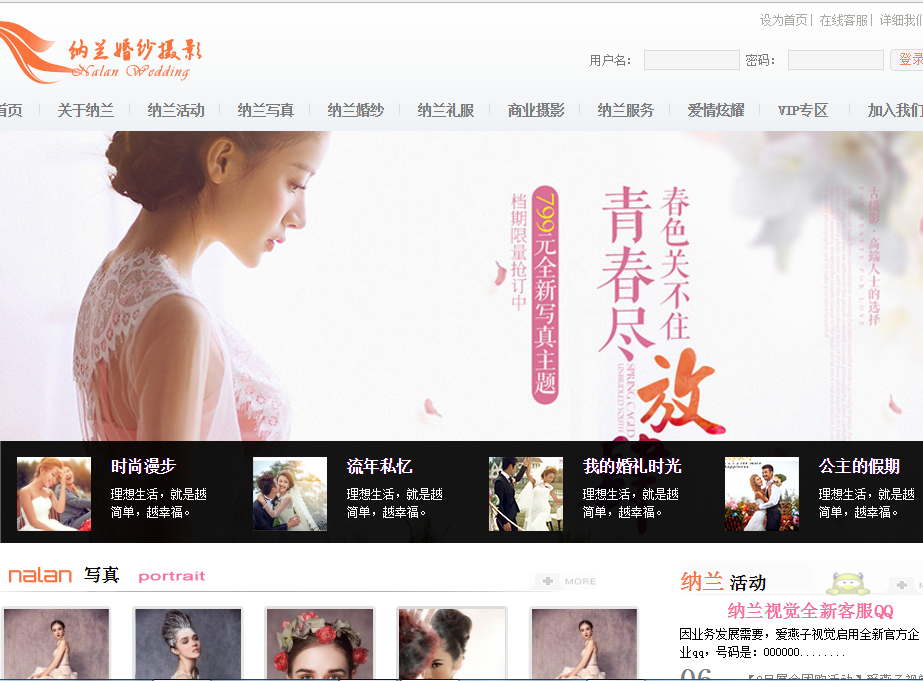 设为首页| 在线客服| 详细我们
纳兰婚纱摄影
Nalan Wedding
用户名: 密码: 登录
首页 关于纳兰 纳兰活动 纳兰写真 纳兰婚纱 纳兰礼服 商业摄影 纳兰服务 爱情炫耀 VIP专区 加入我们
古摄影·高端人士的选择
春色关不住
青春尽
放
799元全新写真主题
档期限量抢订中
时尚漫步
理想生活，就是越
简单，越幸福。
流年私忆
理想生活，就是越
简单，越幸福。
我的婚礼时光
理想生活，就是越
简单，越幸福。
公主的假期
理想生活，就是越
简单，越幸福。
nalan 写真 portrait
MORE
纳兰 活动
纳兰视觉全新客服QQ
因业务发展需要，爱燕子视觉启用全新官方企
业qq，号码是：000000........
06